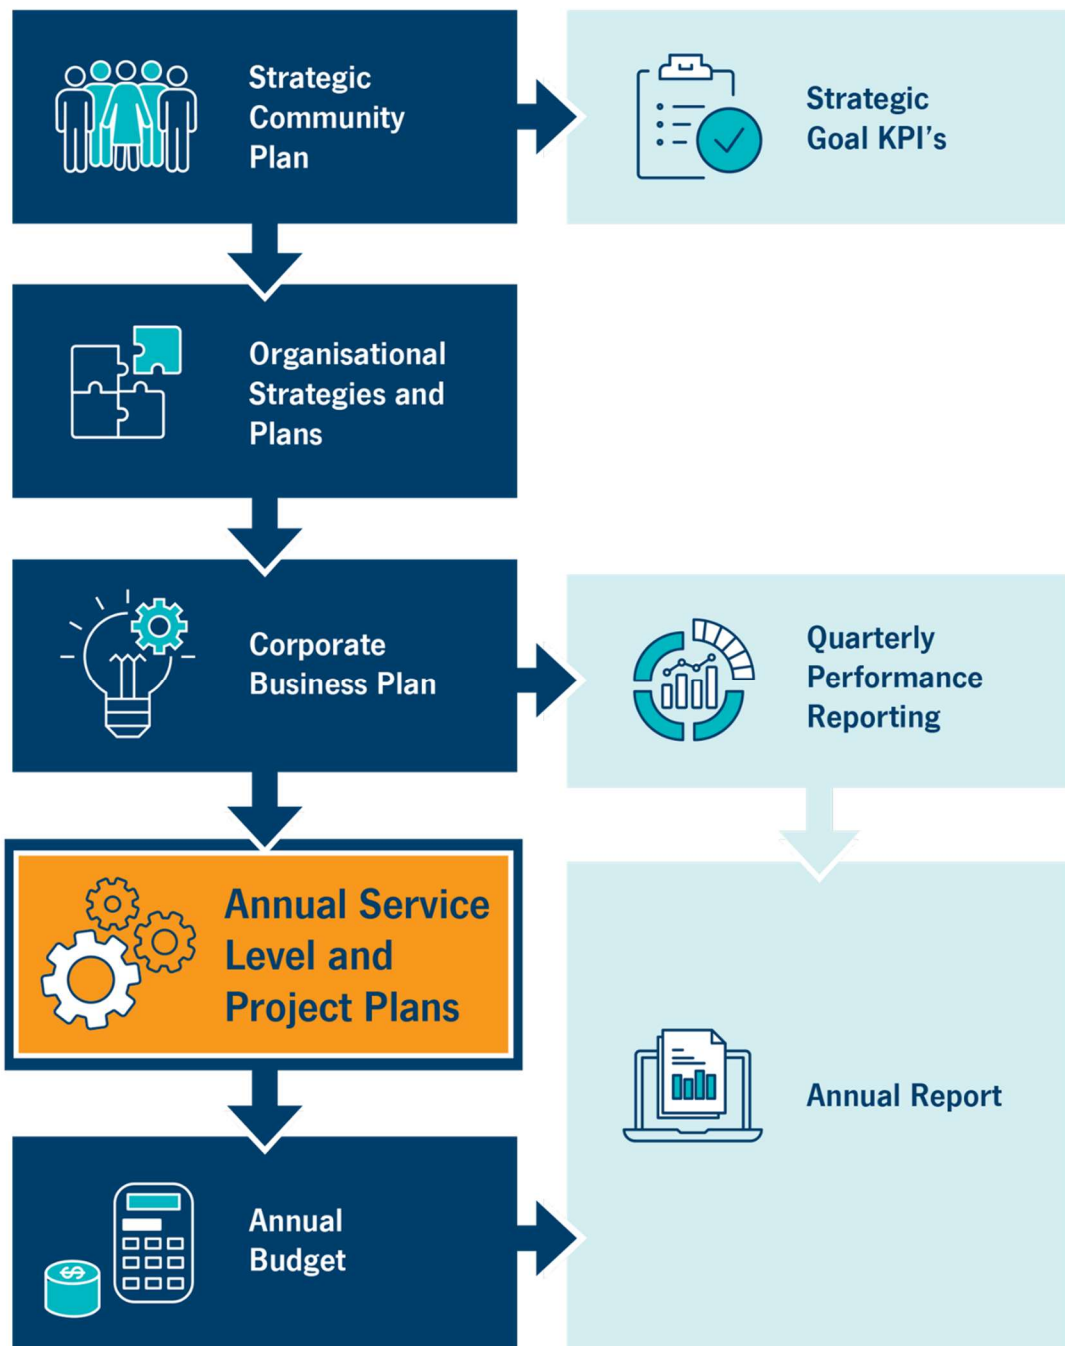 Strategic
Community
Plan
Strategic
Goal KPI's
Organisational
Strategies and
Plans
Corporate
Business Plan
Quarterly
Performance
Reporting
Annual Service
Level and
Project Plans
Annual Report
Annual
Budget
$